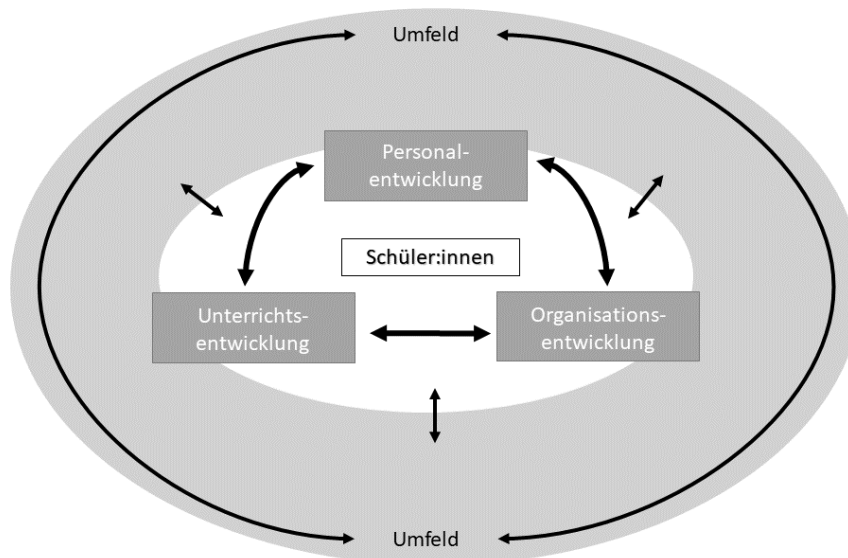 Umfeld
Personal-
entwicklung
Schüler:innen
Unterrichts-
entwicklung
Organisations-
entwicklung
Umfeld